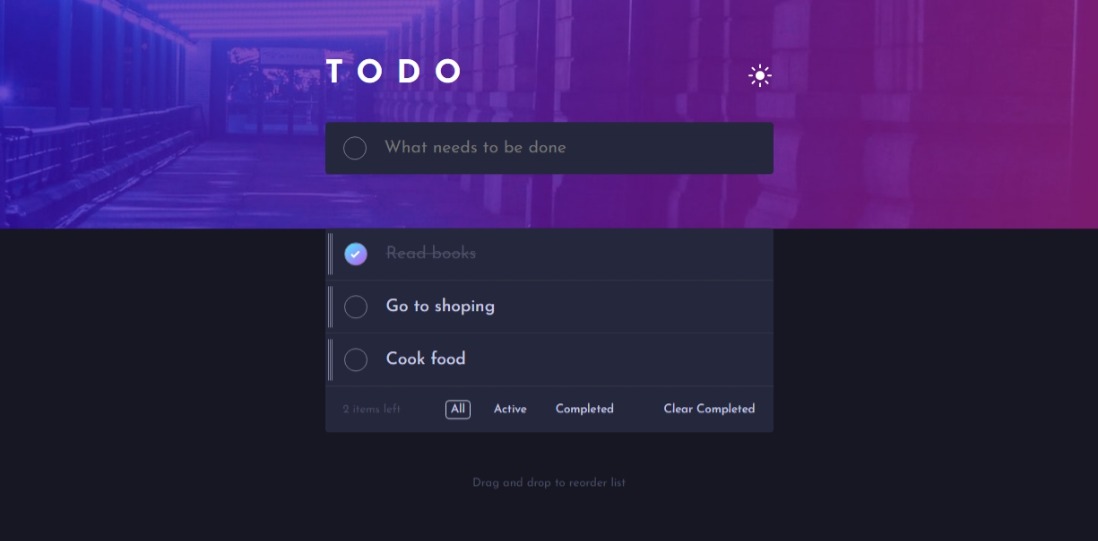 TODO
What needs to be done
Read books
Go to shoping
Cook food
2 items left All Active Completed Clear Completed
Drag and drop to reorder list